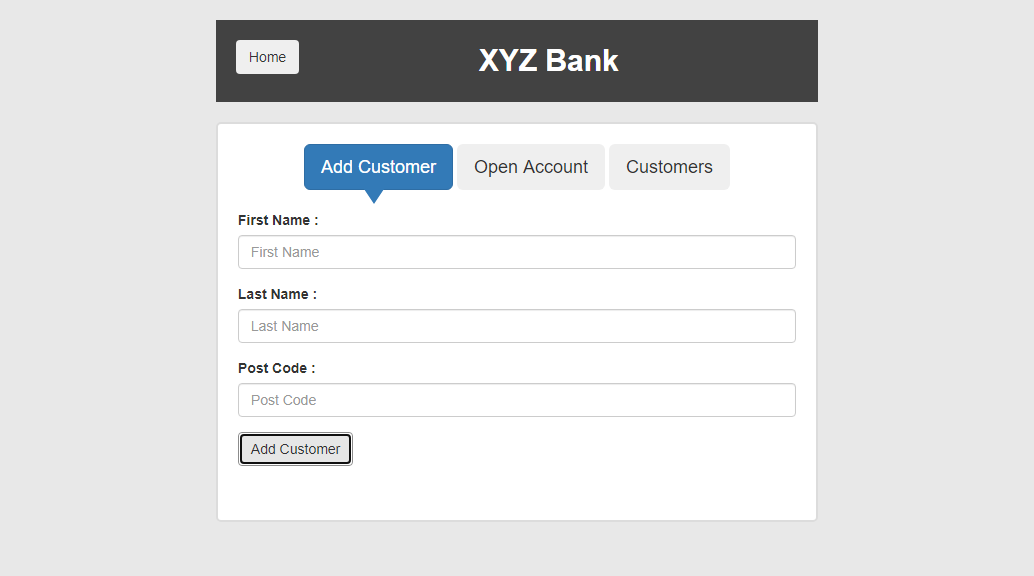 Home
XYZ Bank
Add Customer
Open Account
Customers
First Name :
First Name
Last Name :
Last Name
Post Code :
Post Code
Add Customer